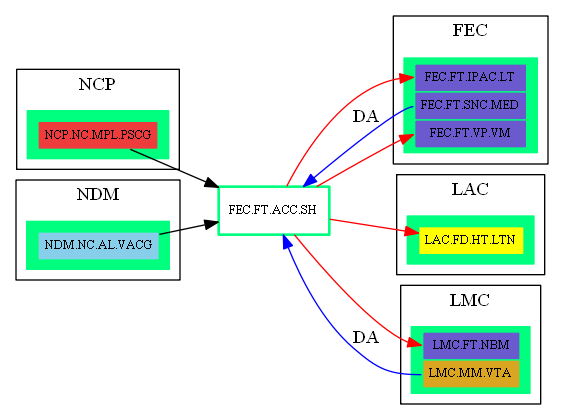 NCP
NCP.NC.MPL.PSCG
NDM
NDM.NC.AL.VACG
FEC.FT.ACC.SH
DA
DA
FEC
FEC.FT.IPAC.LT
FEC.FT.SNC.MED
FEC.FT.VP.VM
LAC
LAC.FD.HT.LTN
LMC
LMC.FT.NBM
LMC.MM.VTA